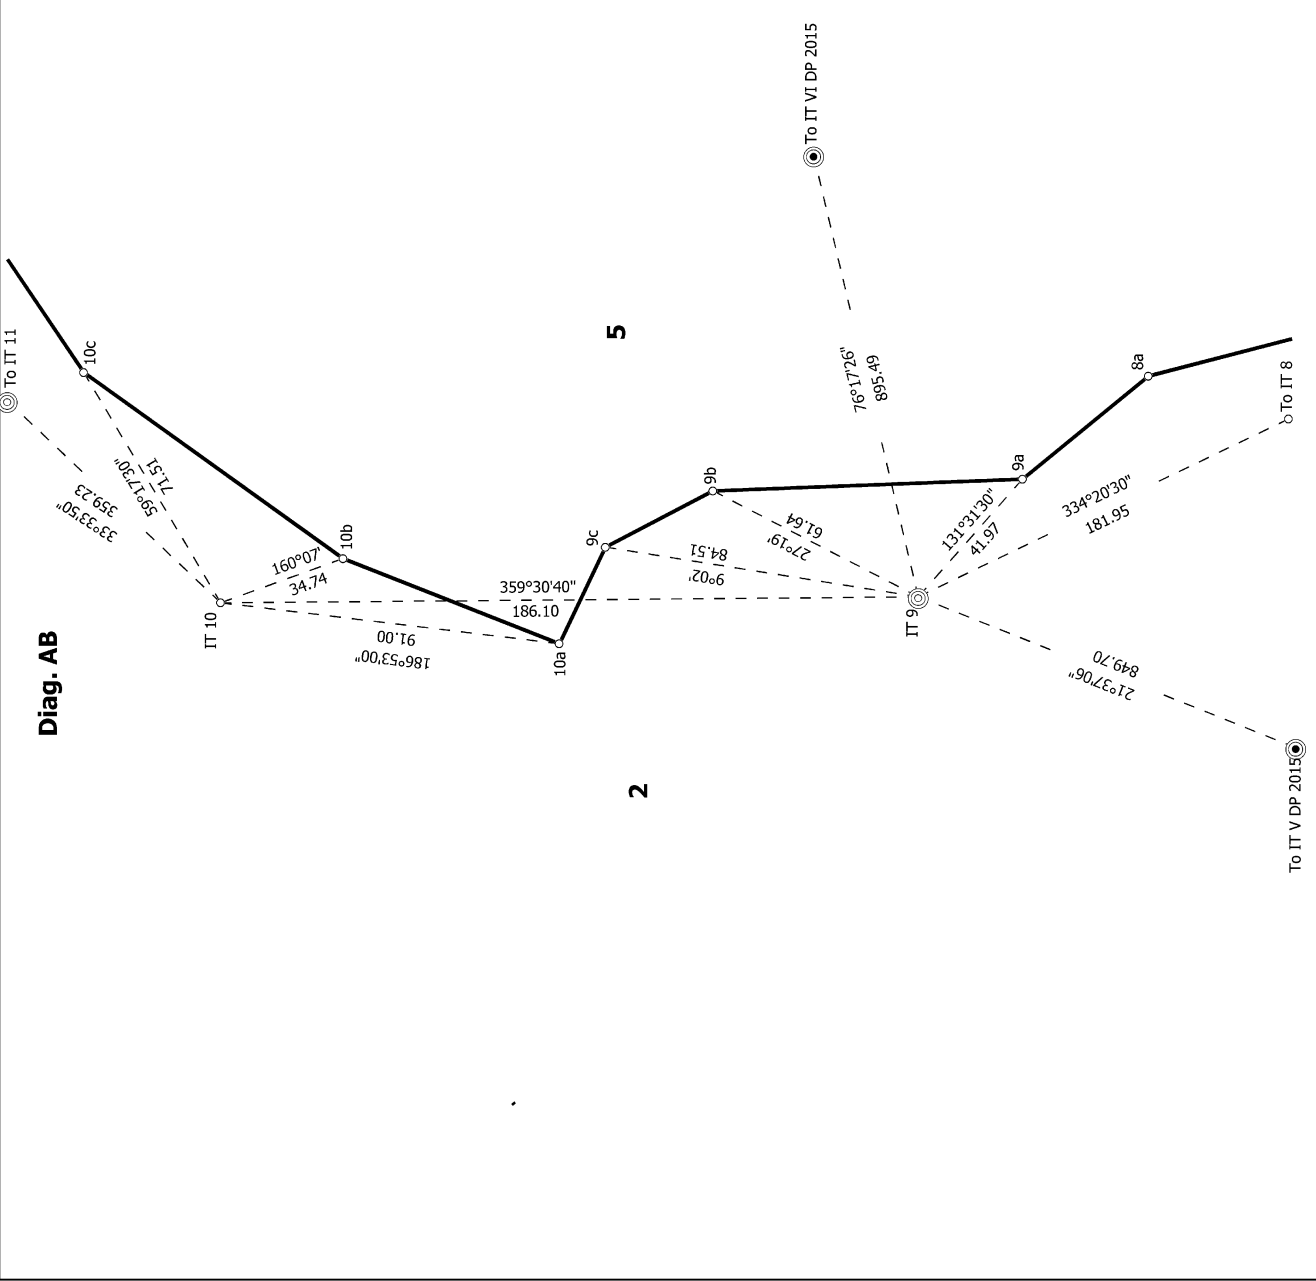 To IT VI DP 2015
To IT 11
10c
5
33°33'50"
359.23
59°17'30"
71.51
76°17'26"
895.49
8a
To IT 8
9a
9b
10b
9c
160°07'
34.74
27°19'
61.64
131°31'30"
41.97
334°20'30"
181.95
9°02'
84.51
359°30'40"
186.10
IT 10
IT 9
186°53'00"
91.00
10a
Diag. AB
21°37'06"
849.70
2
To IT V DP 2015